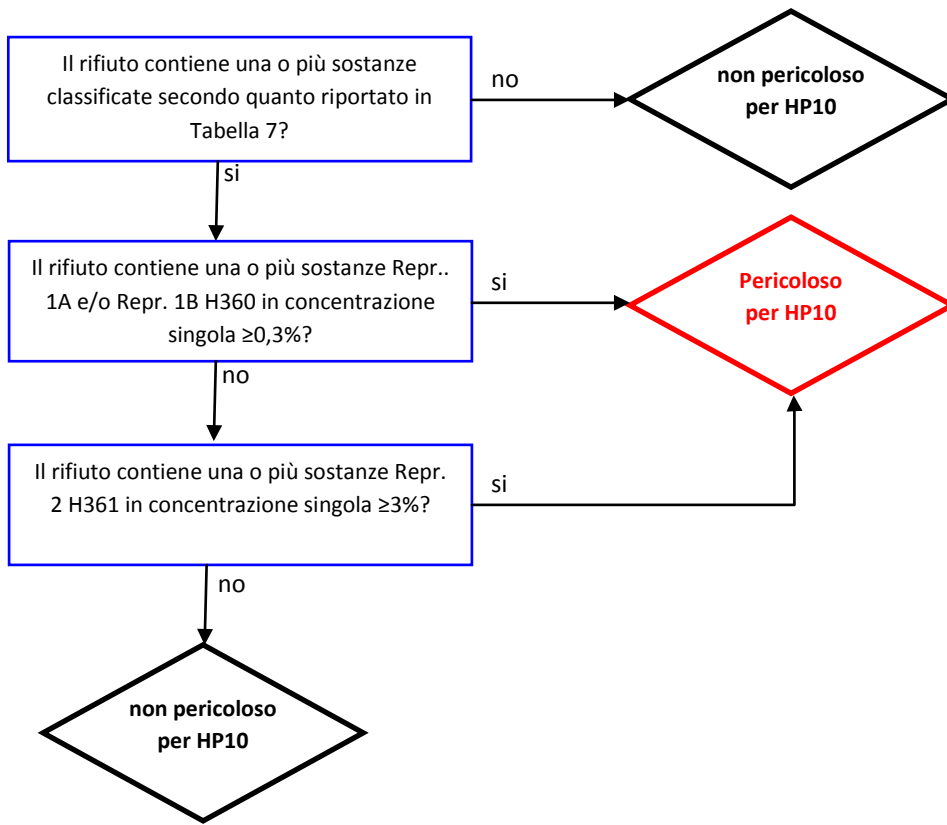 Il rifiuto contiene una o più sostanze
classificate secondo quanto riportato in
Tabella 7?
no
non pericoloso
per HP10
si
Il rifiuto contiene una o più sostanze Repr..
1A e/o Repr. 1B H360 in concentrazione
singola ≥0,3%?
si
Pericoloso
per HP10
no
Il rifiuto contiene una o più sostanze Repr.
2 H361 in concentrazione singola ≥3%?
si
no
non pericoloso
per HP10